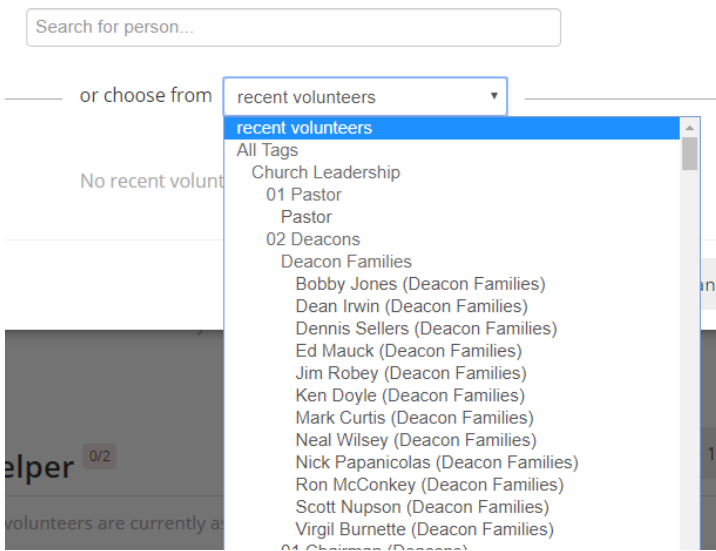 Search for person...
or choose from recent volunteers
recent volunteers
All Tags
Church Leadership
No recent volunt
01 Pastor
Pastor
02 Deacons
Deacon Families
Bobby Jones (Deacon Families)
Dean Irwin (Deacon Families)
Dennis Sellers (Deacon Families)
Ed Mauck (Deacon Families)
Jim Robey (Deacon Families)
Ken Doyle (Deacon Families)
Mark Curtis (Deacon Families)
Neal Wilsey (Deacon Families)
elper 0/2
Nick Papanicolas (Deacon Families)
Ron McConkey (Deacon Families)
Scott Nupson (Deacon Families)
volunteers are currently as
Virgil Burnette (Deacon Families)
01 Chairman (Deacons)